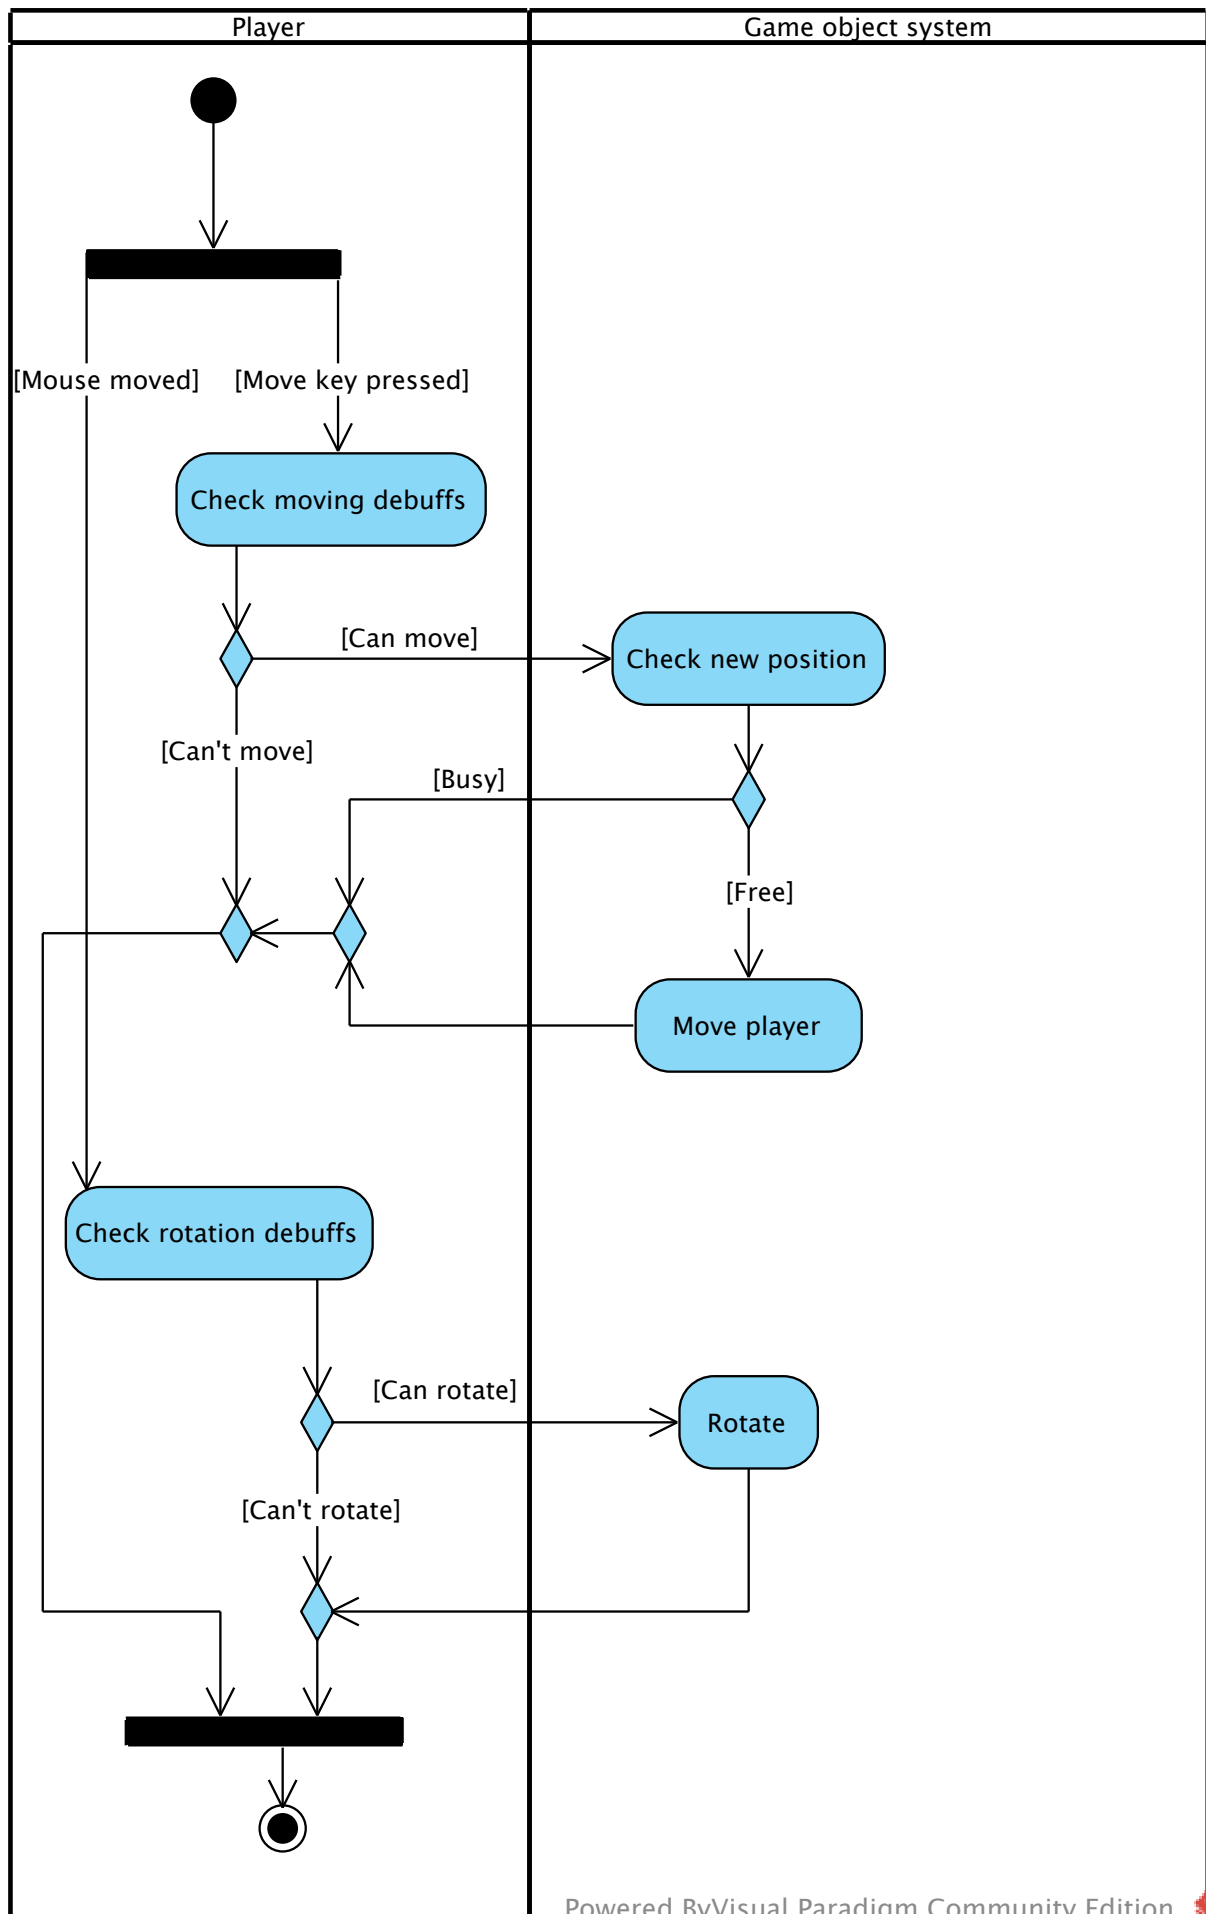 Player
Game object system
[Mouse moved]
[Move key pressed]
Check moving debuffs
[Can move]
Check new position
[Can't move]
[Busy]
[Free]
Move player
Check rotation debuffs
[Can rotate]
Rotate
[Can't rotate]
Powered ByVisual Paradigm Community Edition